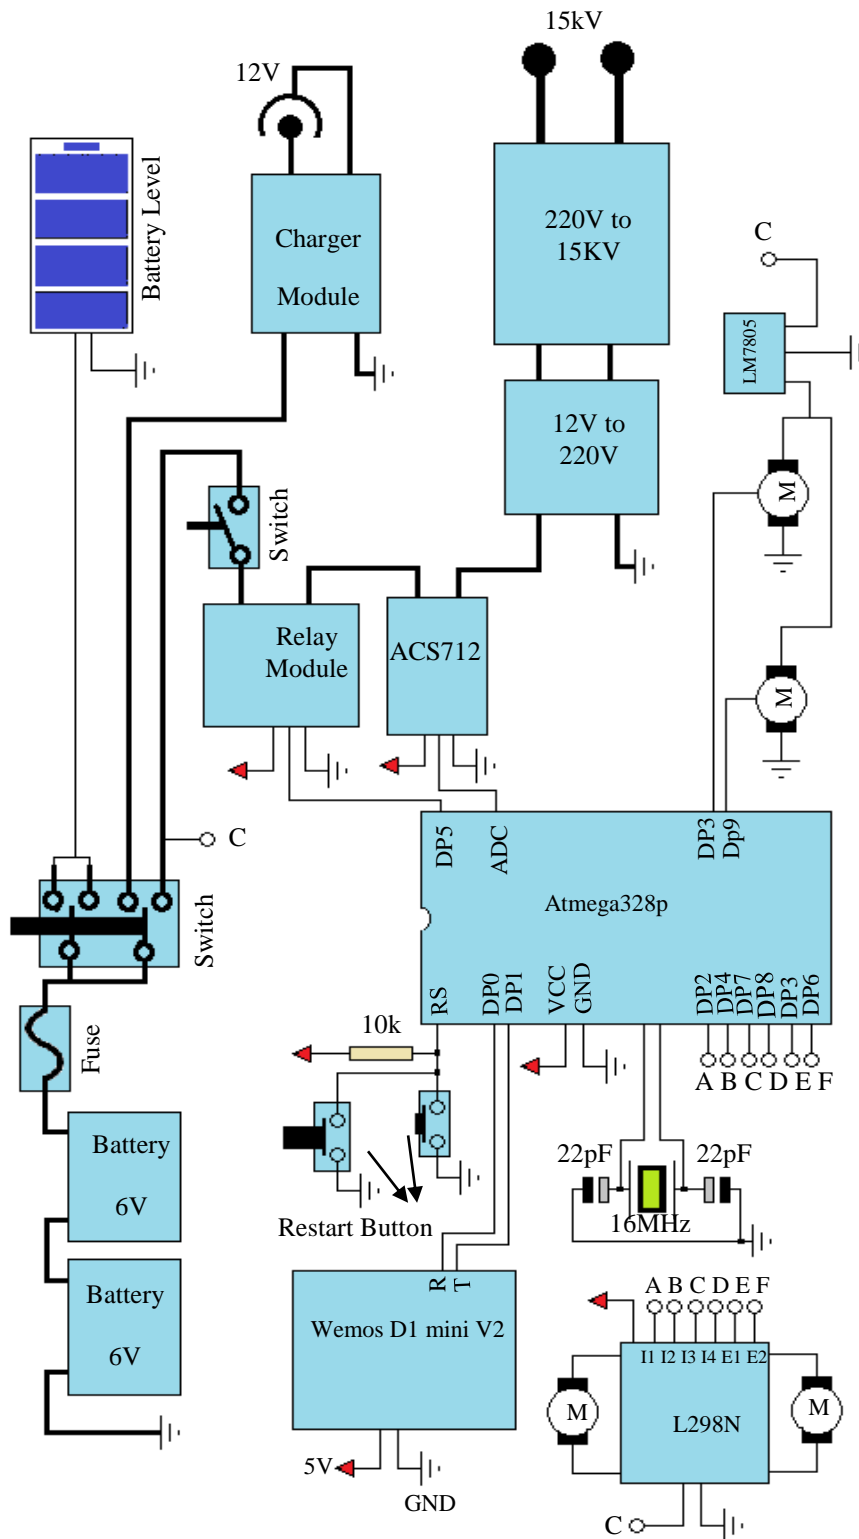 15kV
12V
Battery Level
Charger
Module
220V to
15KV
C
LM7805
12V to
220V
M
Switch
Relay
Module
ACS712
M
C
DP5
ADC
DP3
Dp9
Atmega328p
Switch
RS
DP0
DP1
VCC
GND
DP2
DP4
DP7
DP8
DP3
DP6
10k
Fuse
A B C D E F
Battery
6V
22pF
22pF
16MHz
Restart Button
R
T
Battery
6V
Wemos D1 mini V2
A B C D E F
I1 I2 I3 I4 E1 E2
M
M
L298N
5V
GND
C